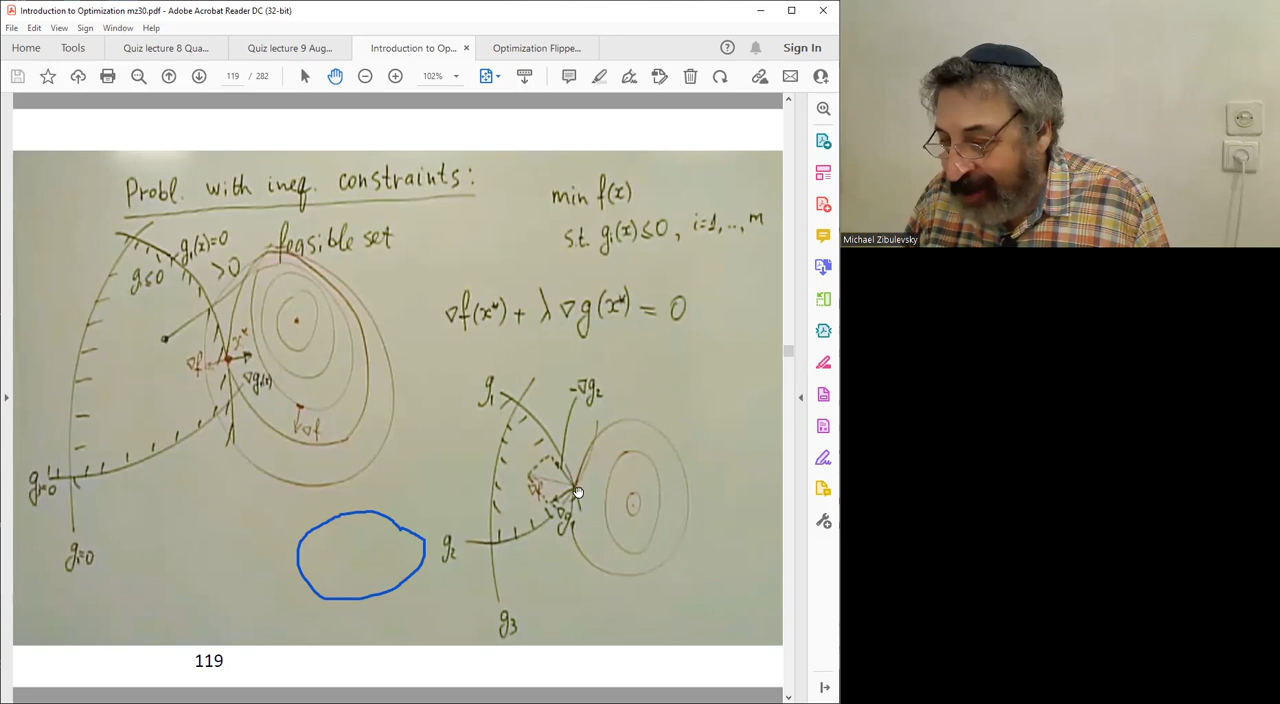 Introduction to Optimization mz30.pdf - Adobe Acrobat Reader DC (32-bit)
File Edit View Sign Window Help
Home Tools Quiz lecture 8 Qua... Quiz lecture 9 Aug... Introduction to Op... × Optimization Flippe... Sign In
119 / 282 102%
Probl. with ineq. constraints:
min f(x)
s.t. gᵢ(x) ≤ 0, i=1,..,m
g₁(x)=0
feasible set
g₁≤0
>0
∇f(x*) + λ∇g(x*) = 0
x*
∇f
∇g₁(x)
∇f
g₁
-∇g₂
∇f
∇g₁
g₂
g₃
119
Michael Zibulevsky